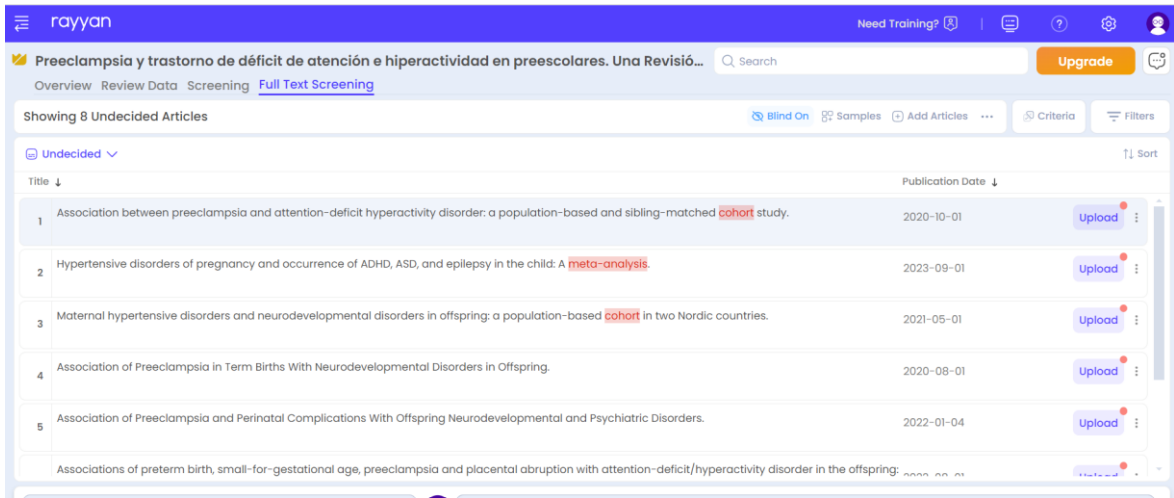 rayyan
Need Training?
Preeclampsia y trastorno de déficit de atención e hiperactividad en preescolares. Una Revisió...
Search
Upgrade
Overview Review Data Screening Full Text Screening
Showing 8 Undecided Articles
Blind On Samples Add Articles ... Criteria Filters
Undecided
Sort
Title ↓ Publication Date ↓
1 Association between preeclampsia and attention-deficit hyperactivity disorder: a population-based and sibling-matched cohort study. 2020-10-01 Upload
2 Hypertensive disorders of pregnancy and occurrence of ADHD, ASD, and epilepsy in the child: A meta-analysis. 2023-09-01 Upload
3 Maternal hypertensive disorders and neurodevelopmental disorders in offspring: a population-based cohort in two Nordic countries. 2021-05-01 Upload
4 Association of Preeclampsia in Term Births With Neurodevelopmental Disorders in Offspring. 2020-08-01 Upload
5 Association of Preeclampsia and Perinatal Complications With Offspring Neurodevelopmental and Psychiatric Disorders. 2022-01-04 Upload
Associations of preterm birth, small-for-gestational age, preeclampsia and placental abruption with attention-deficit/hyperactivity disorder in the offspring: